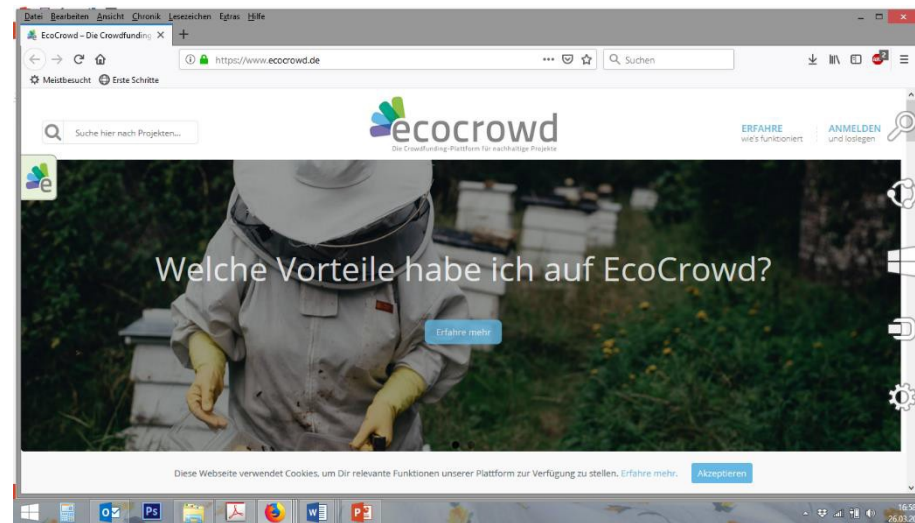 Datei Bearbeiten Ansicht Chronik Lesezeichen Extras Hilfe
EcoCrowd – Die Crowdfunding
https://www.ecocrowd.de
Suchen
2
Meistbesucht Erste Schritte
Suche hier nach Projekten...
ecocrowd
Die Crowdfunding-Plattform für nachhaltige Projekte
ERFAHRE
wie's funktioniert
ANMELDEN
und loslegen
e
Welche Vorteile habe ich auf EcoCrowd?
Erfahre mehr
Diese Webseite verwendet Cookies, um Dir relevante Funktionen unserer Plattform zur Verfügung zu stellen. Erfahre mehr.
Akzeptieren
Ps